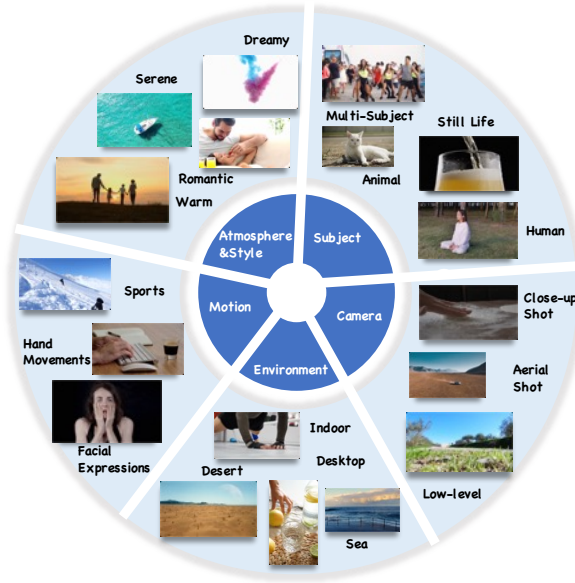 Dreamy
Serene
Multi-Subject
Still Life
Romantic
Animal
Warm
Human
Atmosphere
&Style
Subject
Sports
Motion
Camera
Close-up
Shot
Hand
Movements
Environment
Aerial
Shot
Facial
Expressions
Indoor
Desktop
Desert
Low-level
Sea